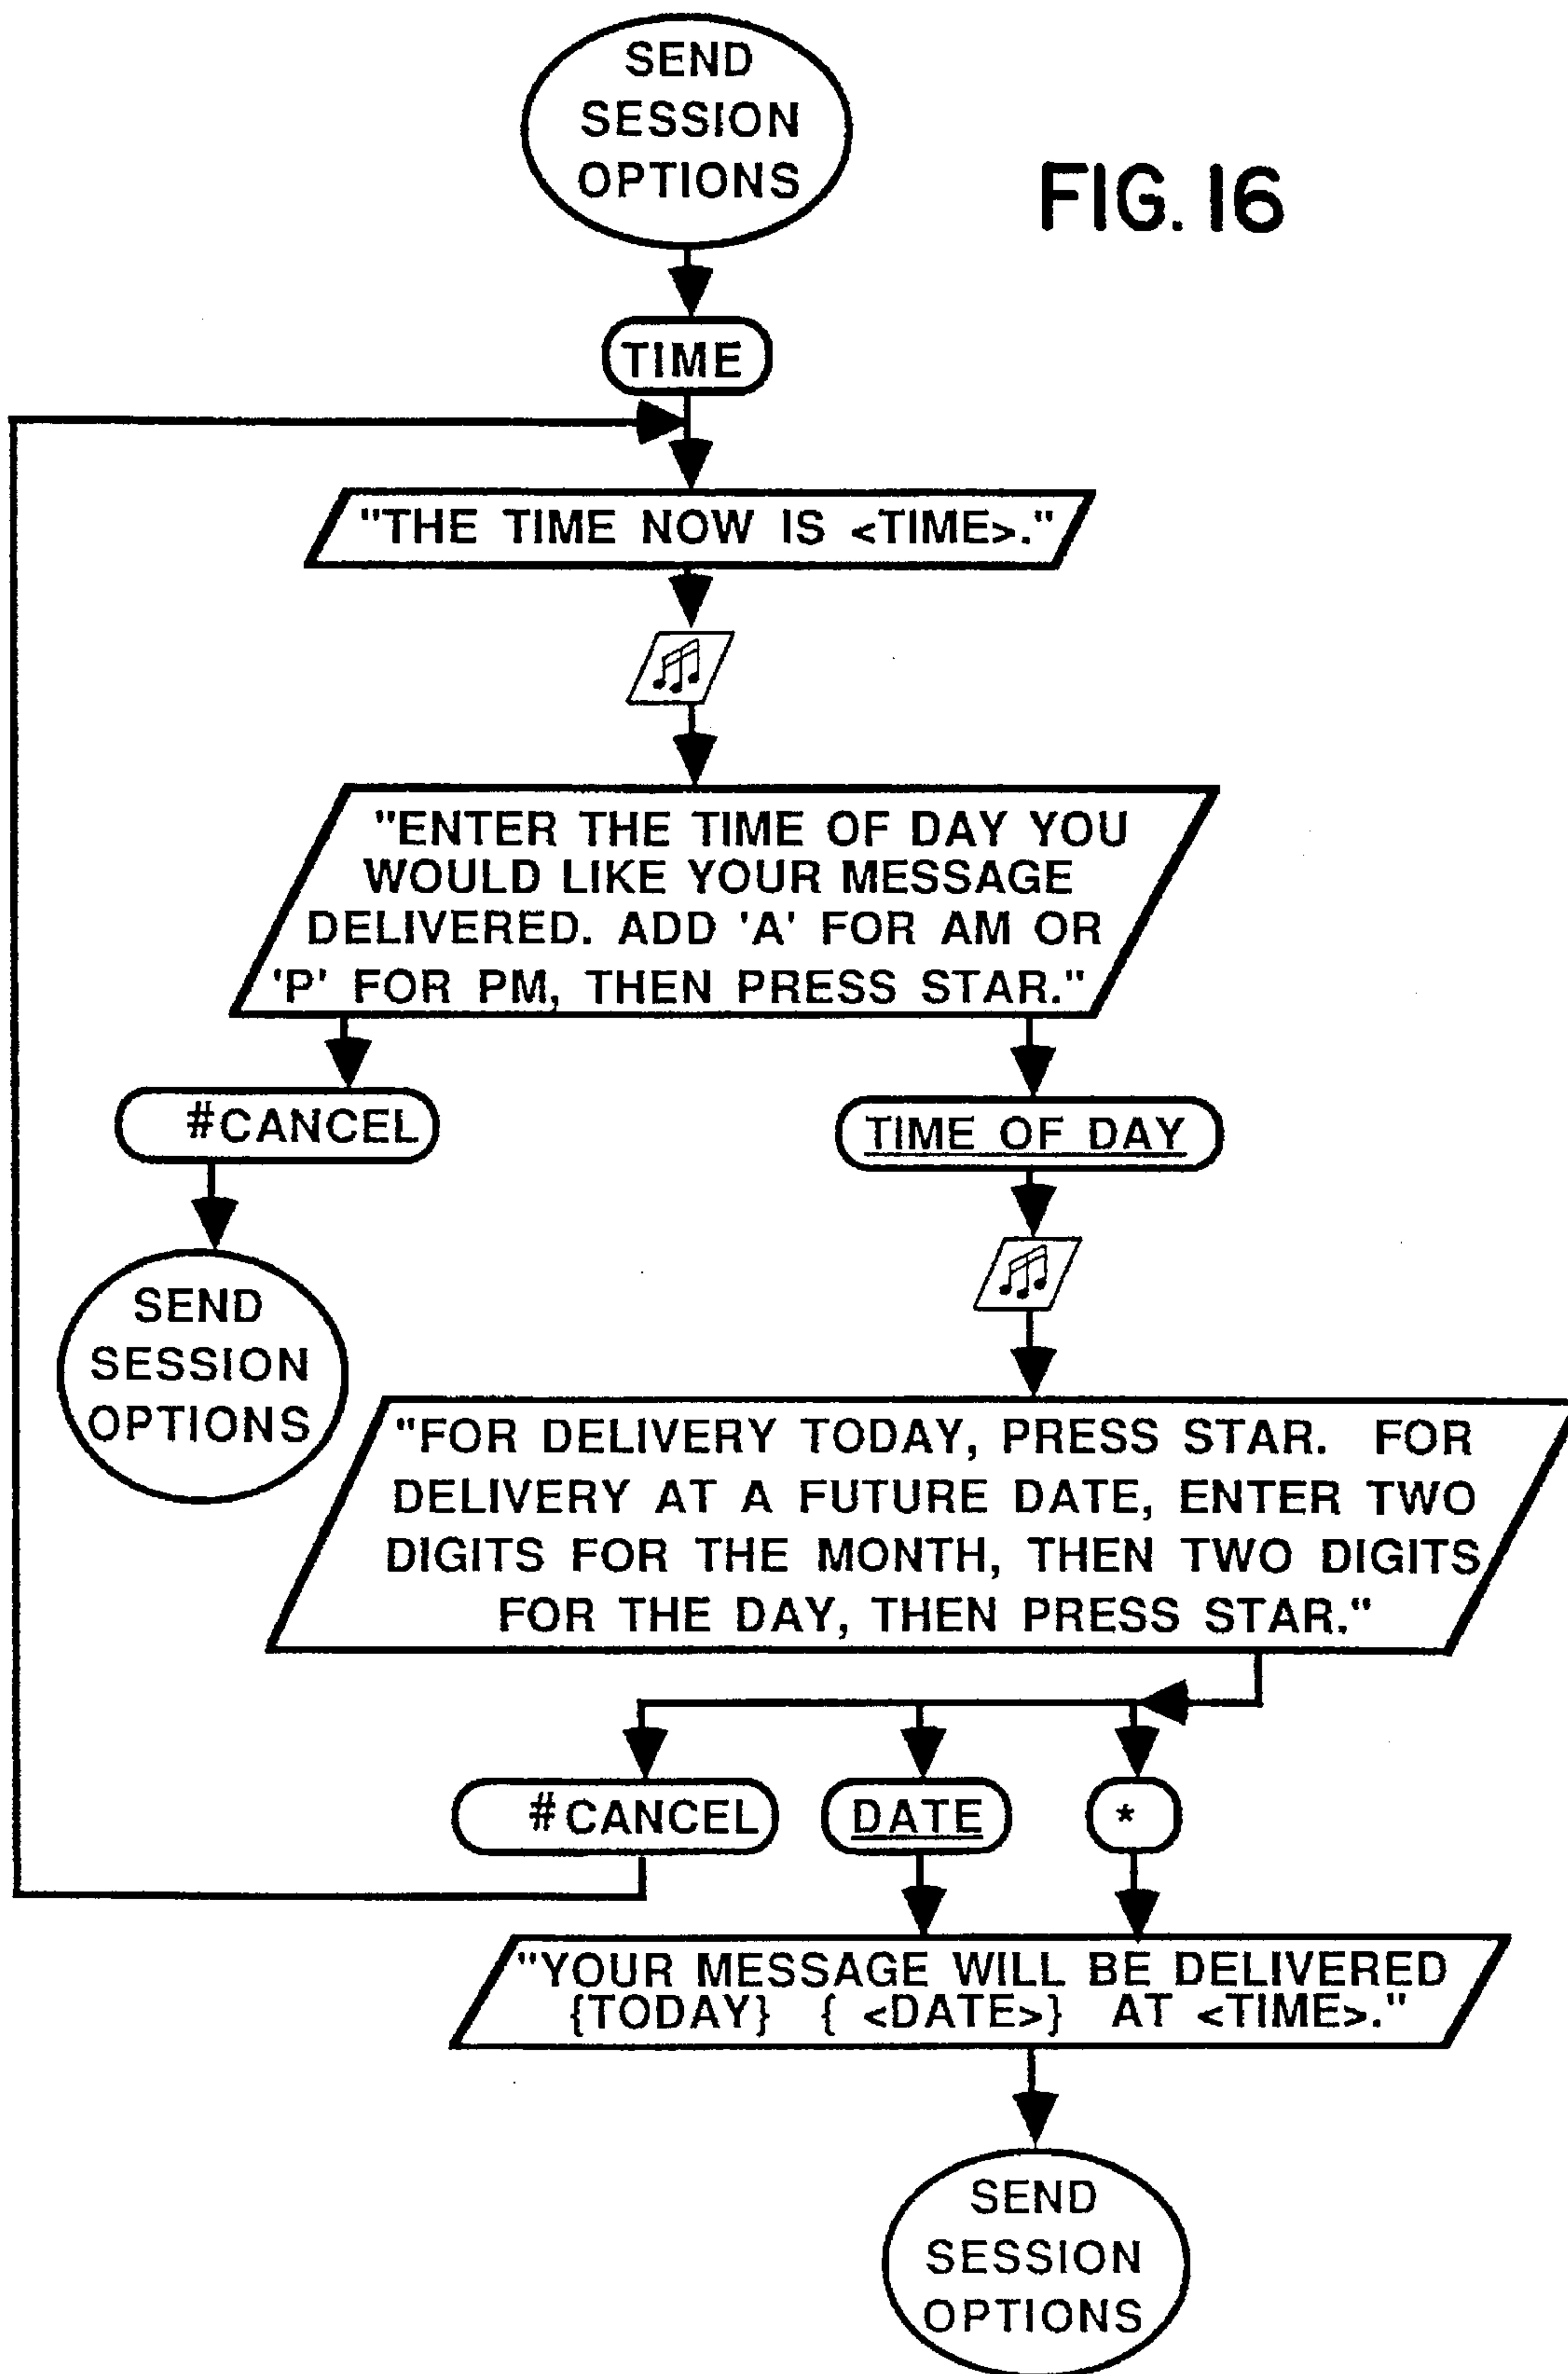 SEND
SESSION
OPTIONS
FIG. 16
TIME
"THE TIME NOW IS <TIME>."
"ENTER THE TIME OF DAY YOU
WOULD LIKE YOUR MESSAGE
DELIVERED. ADD 'A' FOR AM OR
'P' FOR PM, THEN PRESS STAR."
#CANCEL
TIME OF DAY
SEND
SESSION
OPTIONS
"FOR DELIVERY TODAY, PRESS STAR. FOR
DELIVERY AT A FUTURE DATE, ENTER TWO
DIGITS FOR THE MONTH, THEN TWO DIGITS
FOR THE DAY, THEN PRESS STAR."
#CANCEL
DATE
*
"YOUR MESSAGE WILL BE DELIVERED
{TODAY} { <DATE>} AT <TIME>."
SEND
SESSION
OPTIONS